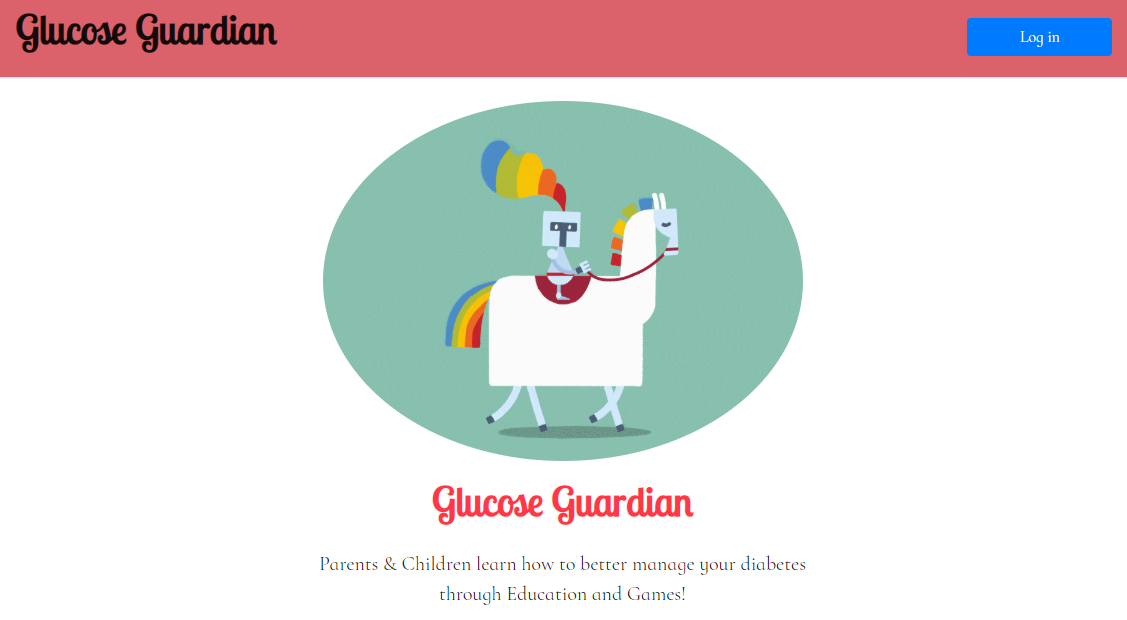 Glucose Guardian
Log in
Glucose Guardian
Parents & Children learn how to better manage your diabetes
through Education and Games!